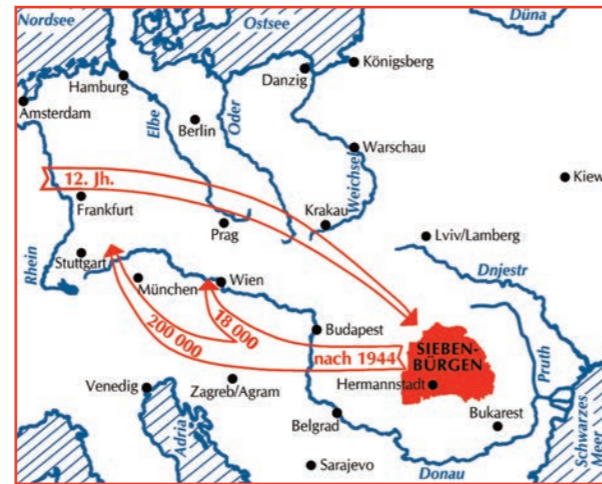 Nordsee
Ostsee
Düna
Königsberg
Danzig
Hamburg
Amsterdam
Elbe
Berlin
Oder
Warschau
Weichsel
12. Jh.
Kiew
Frankfurt
Krakau
Prag
Lviv/Lamberg
Rhein
Stuttgart
Dnjestr
München
Wien
18 000
200 000
Budapest
nach 1944
SIEBEN-
BÜRGEN
Pruth
Hermannstadt
Venedig
Zagreb/Agram
Adria
Belgrad
Bukarest
Schwarzes
Meer
Sarajevo
Donau